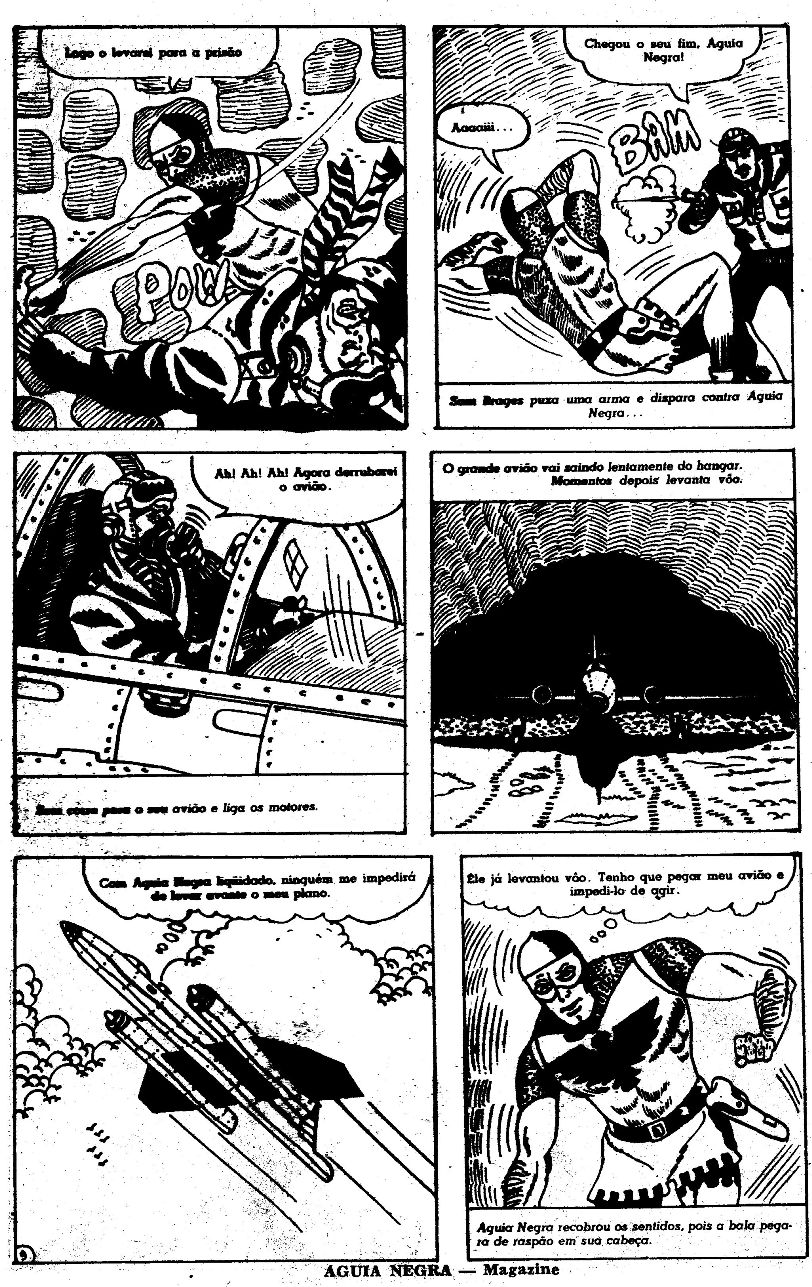 Logo o levarei para a prisão
POW
Chegou o seu fim, Aguia
Negra!
Aaaaiii...
BAM
Sam Brages puxa uma arma e dispara contra Aguia
Negra...
Ah! Ah! Ah! Agora derrubarei
o avião.
Sam corre para o seu avião e liga os motores.
O grande avião vai saindo lentamente do hangar.
Momentos depois levanta vôo.
Com Aguia Negra liqüidado, ninguém me impedirá
de levar avante o meu plano.
9
Êle já levantou vôo. Tenho que pegar meu avião e
impedi-lo de agir.
Aguia Negra recobrou os sentidos, pois a bala pega-
ra de raspão em sua cabeça.
AGUIA NEGRA — Magazine